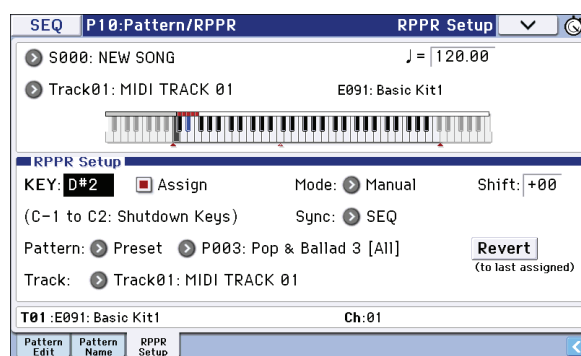 SEQ P10:Pattern/RPPR RPPR Setup
S000: NEW SONG ♩= 120.00
Track01: MIDI TRACK 01 E091: Basic Kit1
RPPR Setup
KEY: D#2 Assign Mode: Manual Shift: +00
(C-1 to C2: Shutdown Keys) Sync: SEQ
Pattern: Preset P003: Pop & Ballad 3 [All] Revert
(to last assigned)
Track: Track01: MIDI TRACK 01
T01 :E091: Basic Kit1 Ch:01
Pattern Edit Pattern Name RPPR Setup